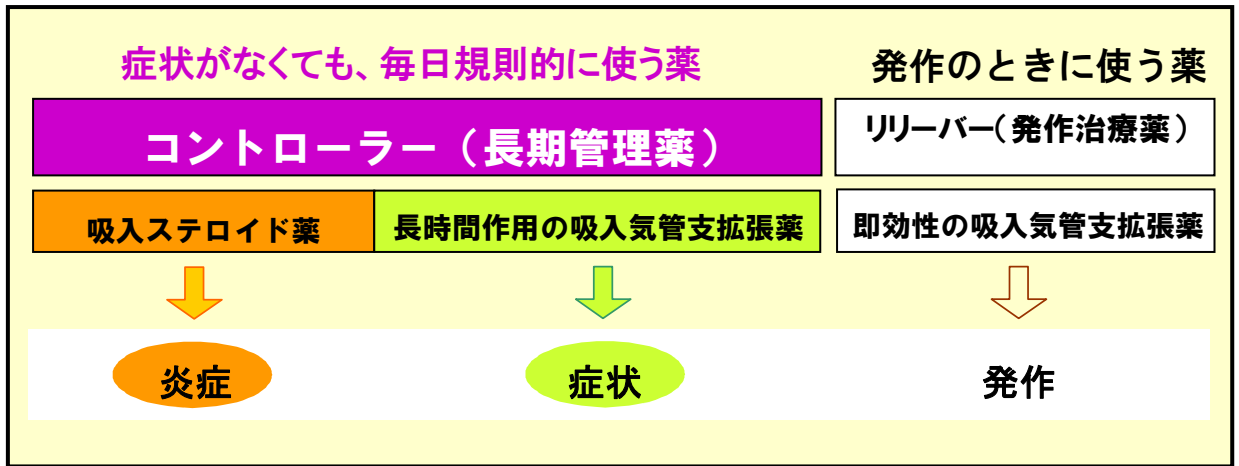 症状がなくても、毎日規則的に使う薬
発作のときに使う薬
コントローラー（長期管理薬）
リリーバー（発作治療薬）
吸入ステロイド薬
長時間作用の吸入気管支拡張薬
即効性の吸入気管支拡張薬
炎症
症状
発作